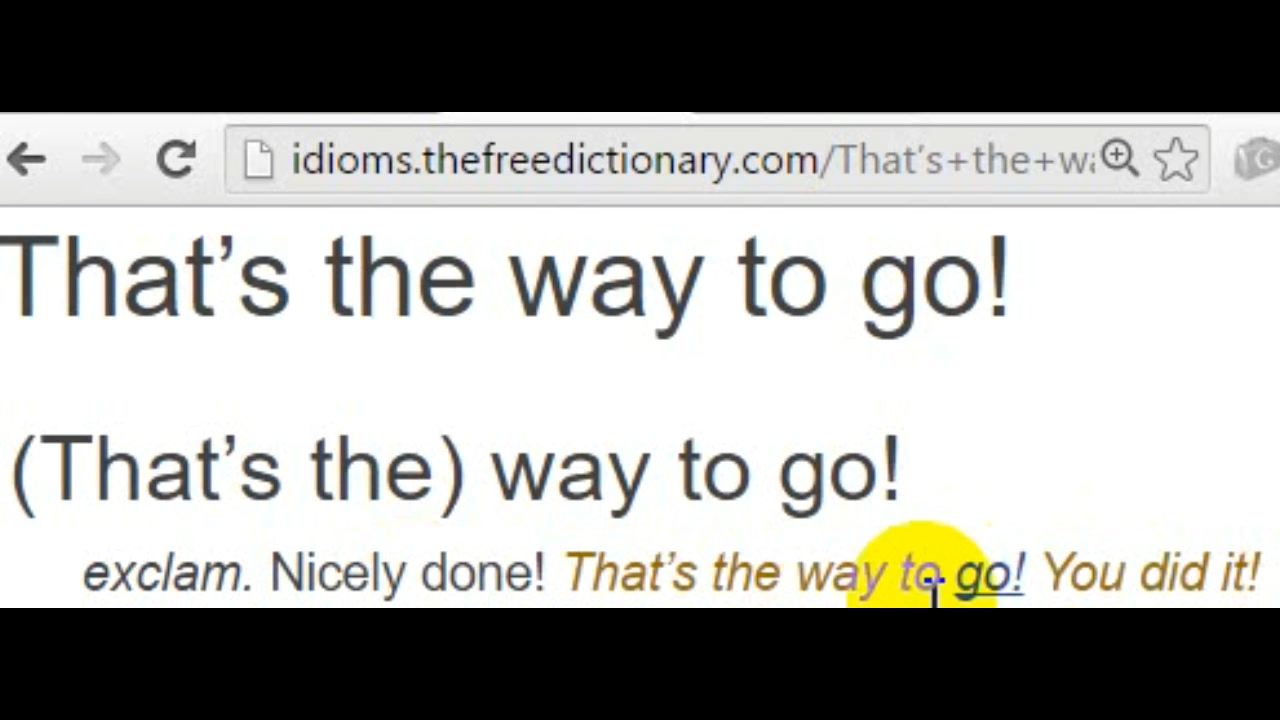 idioms.thefreedictionary.com/That's+the+wa
That’s the way to go!
(That’s the) way to go!
exclam. Nicely done! That’s the way to go! You did it!